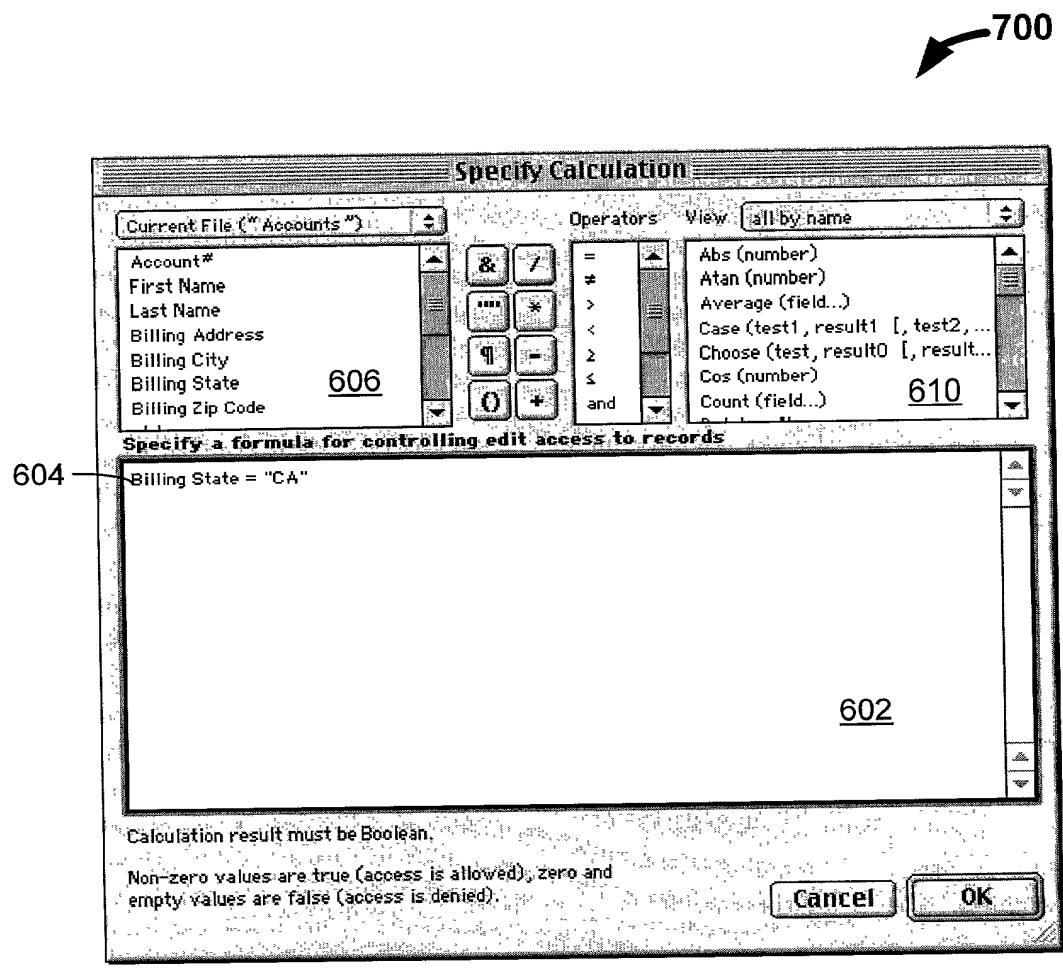 700
Specify Calculation
Current File ("Accounts")
Operators View all by name
Account#
First Name
Last Name
Billing Address
Billing City
Billing State
Billing Zip Code
606
& /
"" *
¶ -
() +
=
≠
>
<
≥
≤
and
Abs (number)
Atan (number)
Average (field...)
Case (test1, result1 [, test2, ...
Choose (test, result0 [, result...
Cos (number)
Count (field...)
610
Specify a formula for controlling edit access to records
604
Billing State = "CA"
602
Calculation result must be Boolean.
Non-zero values are true (access is allowed), zero and
empty values are false (access is denied).
Cancel OK